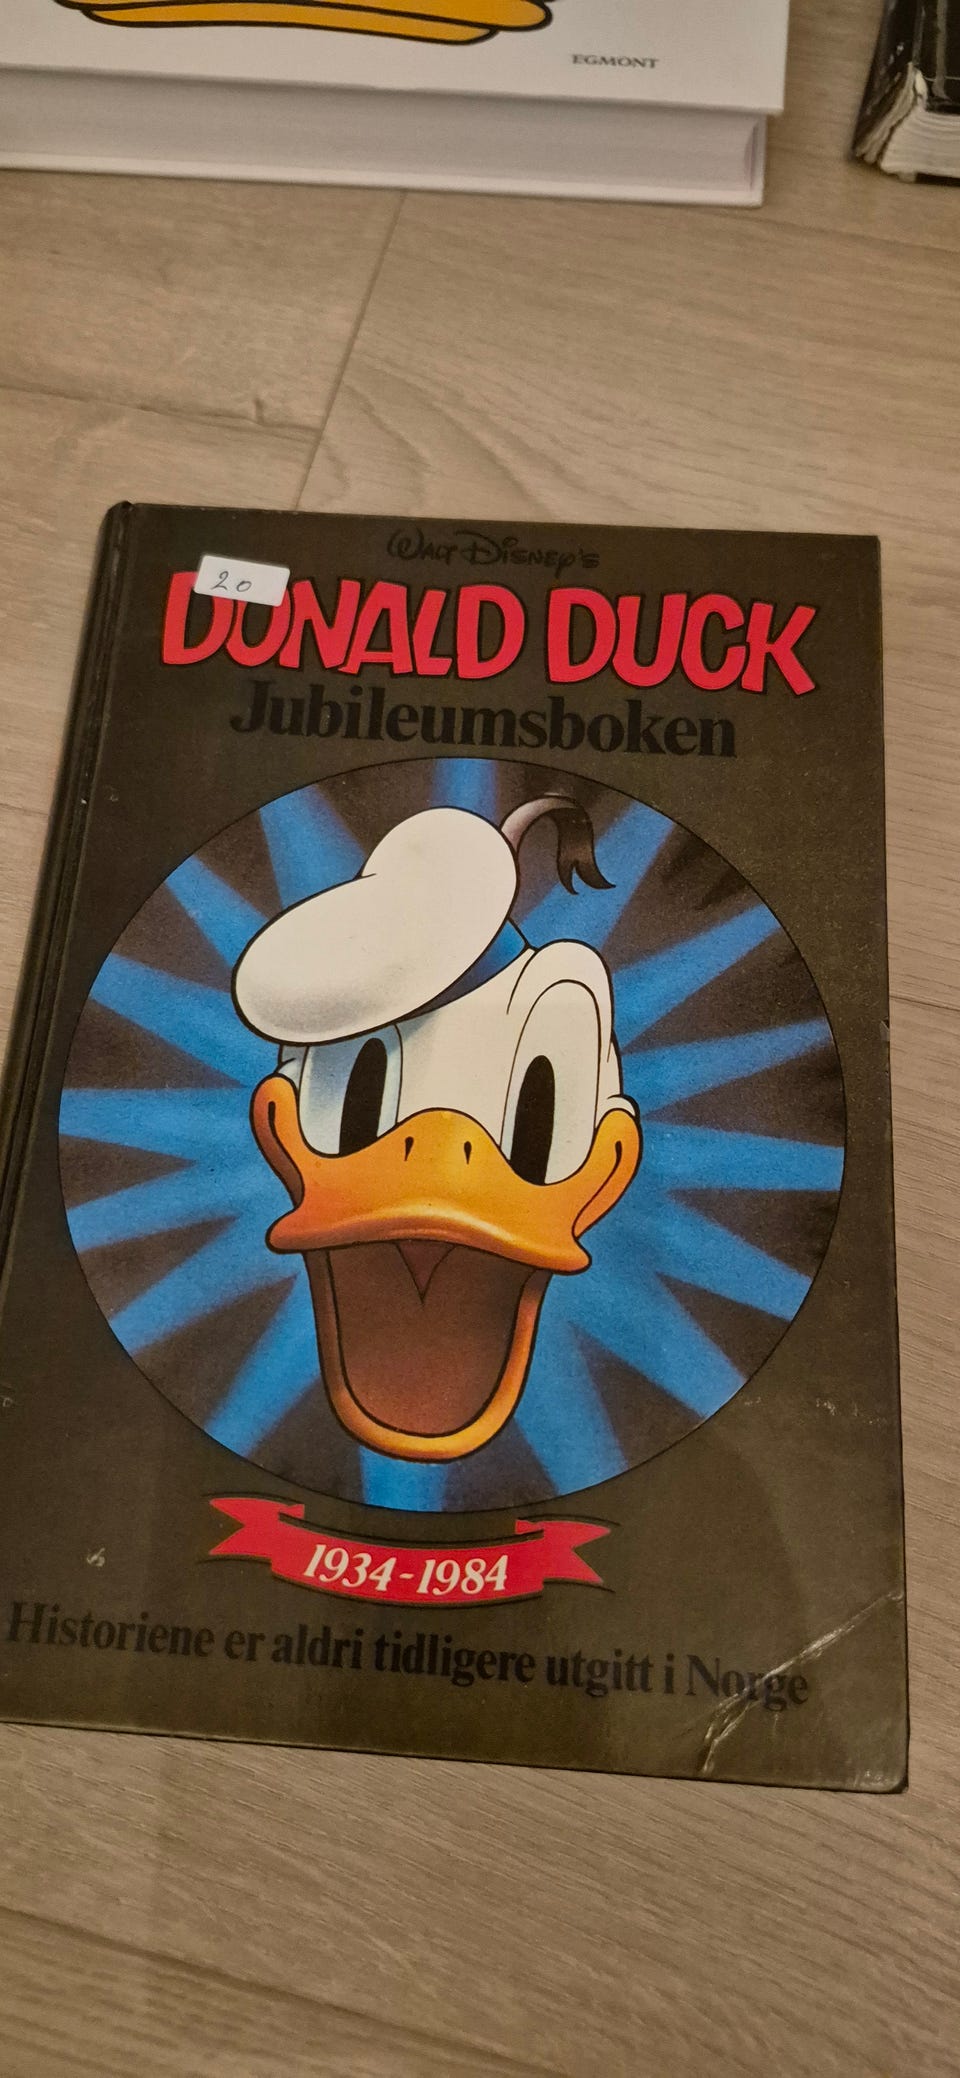 EGMONT
Walt Disney's
20
DONALD DUCK
Jubileumsboken
1934-1984
Historiene er aldri tidligere utgitt i Norge